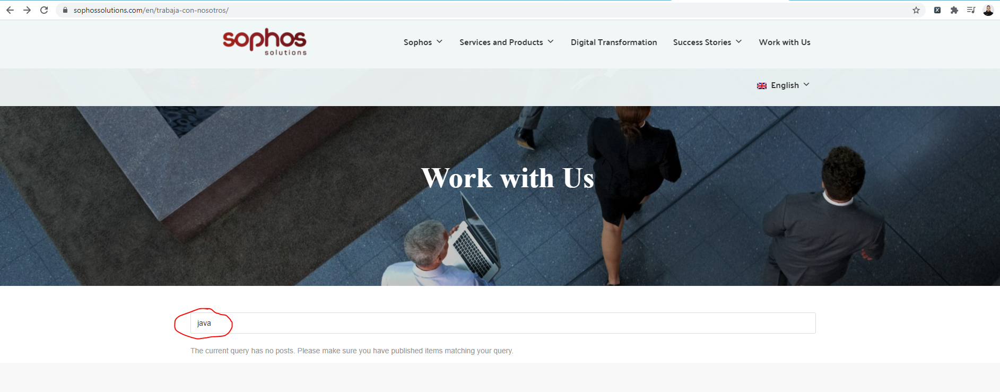 sophossolutions.com/en/trabaja-con-nosotros/
sophos
solutions
Sophos Services and Products Digital Transformation Success Stories Work with Us
English
Work with Us
java
The current query has no posts. Please make sure you have published items matching your query.